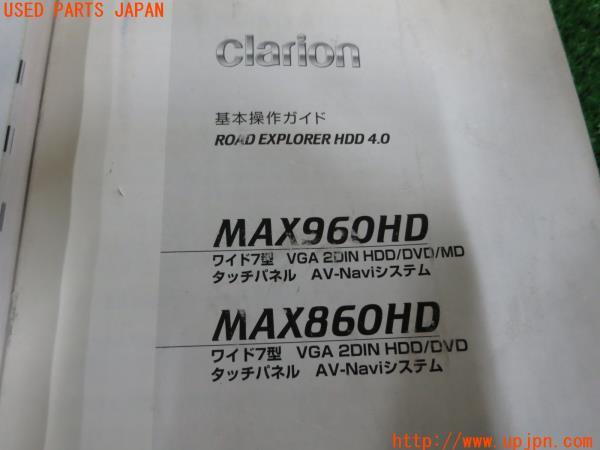 USED PARTS JAPAN
clarion
基本操作ガイド
ROAD EXPLORER HDD 4.0
MAX960HD
ワイド7型 VGA 2DIN HDD/DVD/MD
タッチパネル AV-Naviシステム
MAX860HD
ワイド7型 VGA 2DIN HDD/DVD
タッチパネル AV-Naviシステム
http://www.upjpn.com/